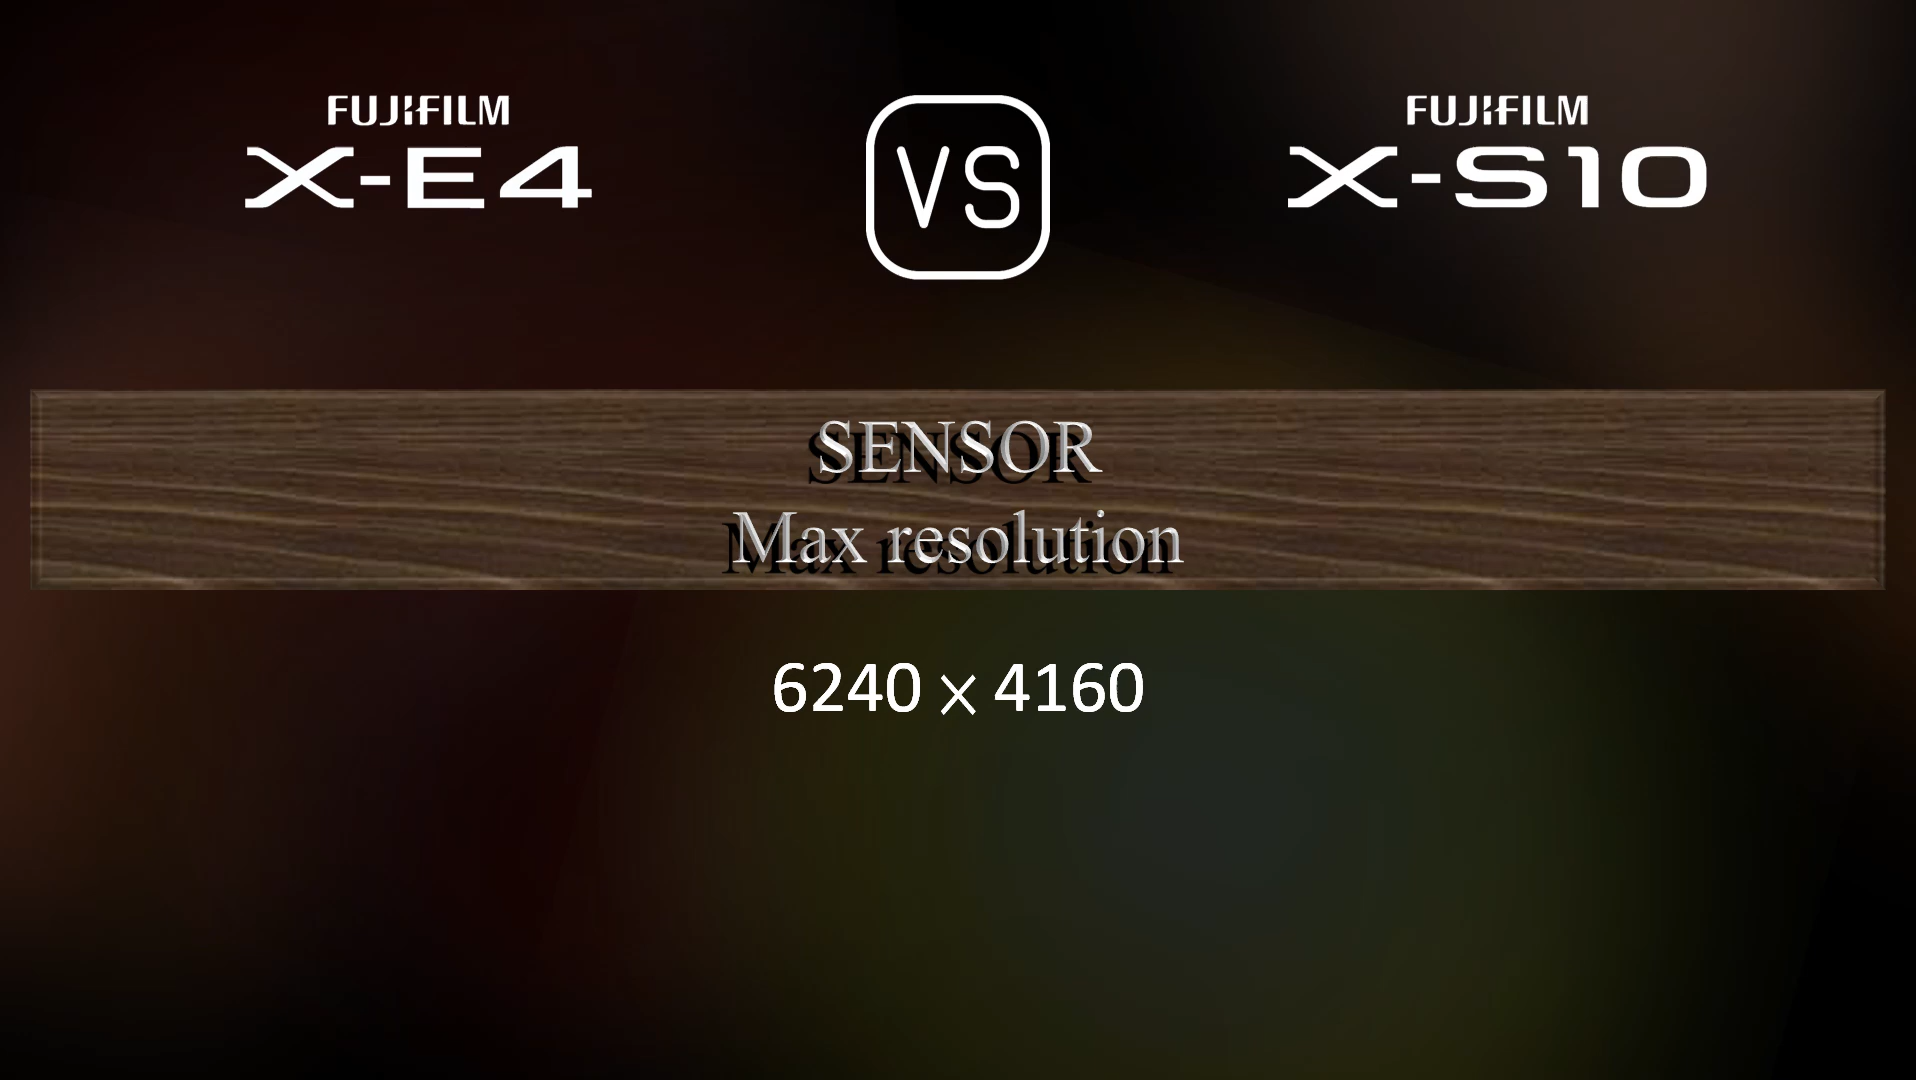 FUJIFILM
X-E4
VS
FUJIFILM
X-S10
SENSOR
Max resolution
6240 x 4160